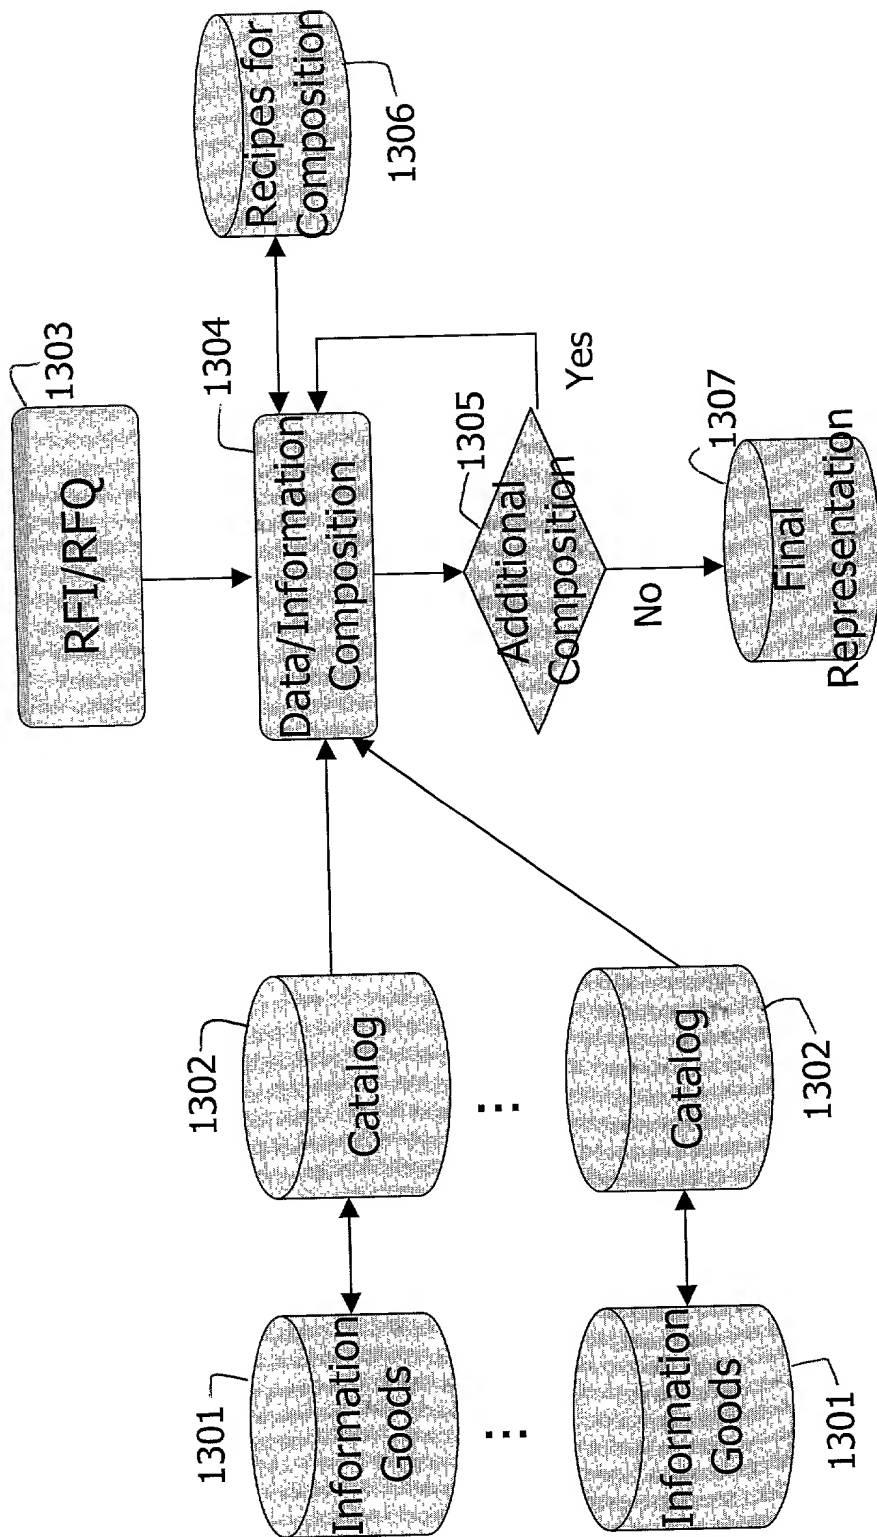 1303
RFI/RFQ
1304
Data/Information
Composition
Recipes for
Composition
1306
1305
Additional
Composition
Yes
No
1307
Final
Representation
1302
Catalog
...
Catalog
1302
1301
Information
Goods
...
Information
Goods
1301